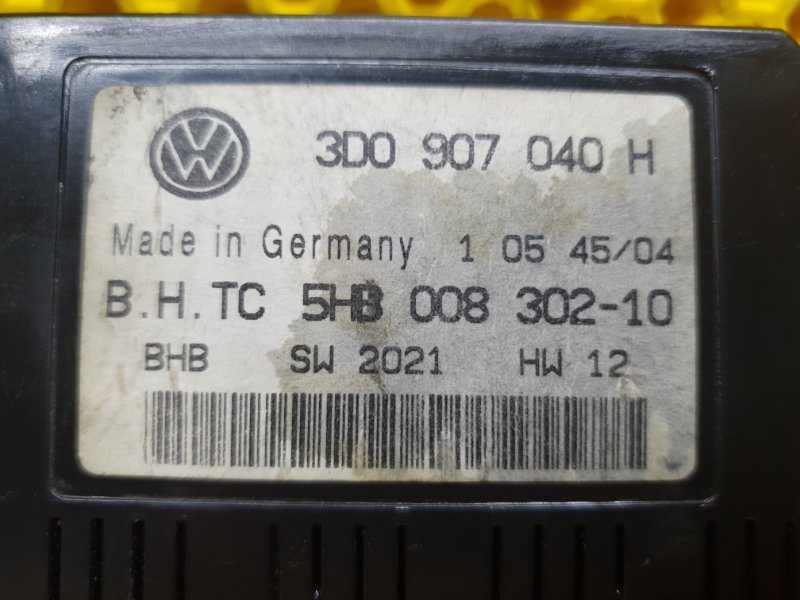 3D0 907 040 H
Made in Germany 1 05 45/04
B.H.TC 5HB 008 302-10
BHB SW 2021 HW 12